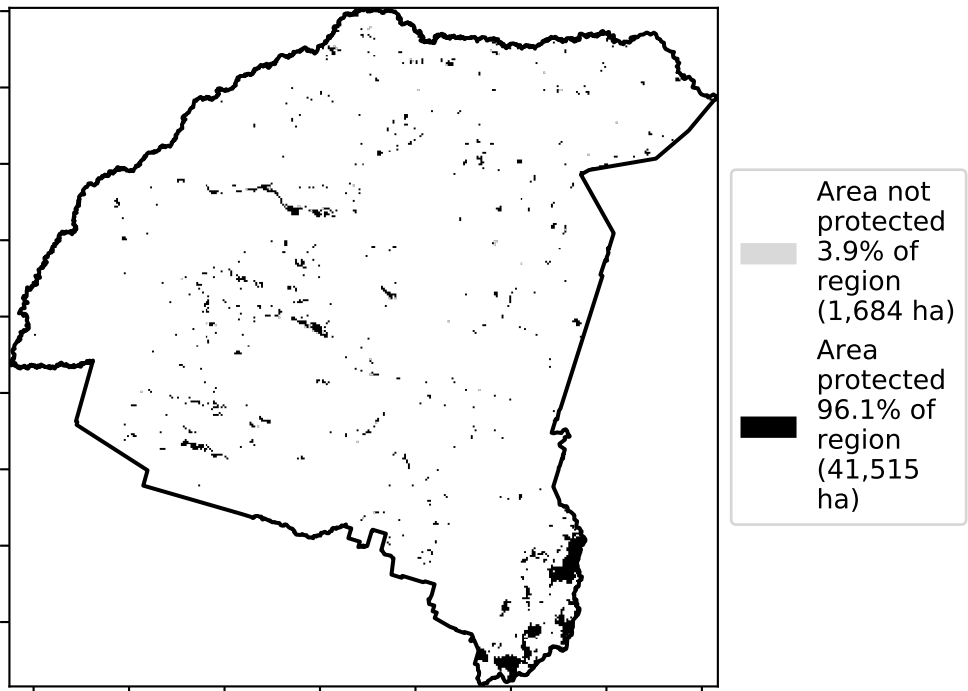 Area not
protected
3.9% of
region
(1,684 ha)
Area
protected
96.1% of
region
(41,515
ha)